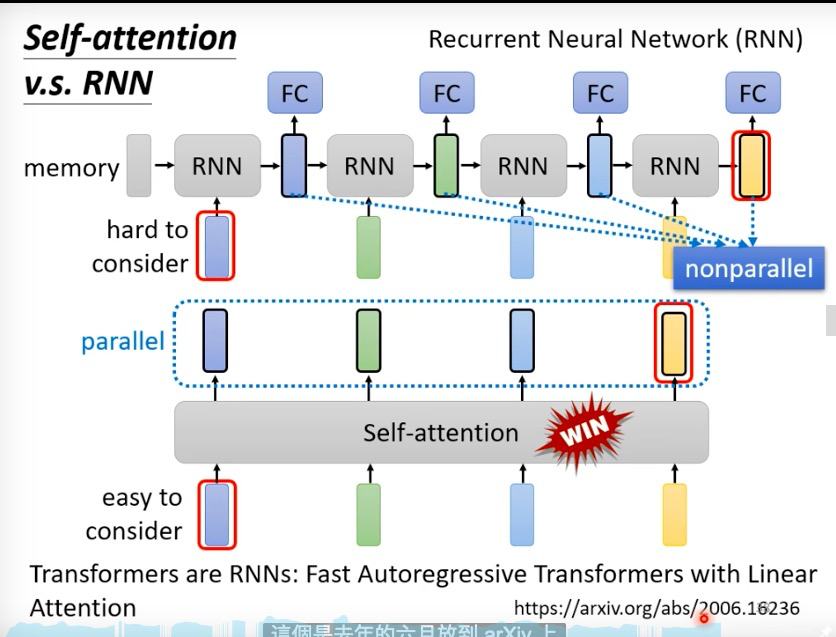 Self-attention
v.s. RNN
Recurrent Neural Network (RNN)
FC
FC
FC
FC
memory
RNN
RNN
RNN
RNN
hard to
consider
nonparallel
parallel
Self-attention
WIN
easy to
consider
Transformers are RNNs: Fast Autoregressive Transformers with Linear
Attention
https://arxiv.org/abs/2006.16236
這個是去年的六月放到 arXiv 上